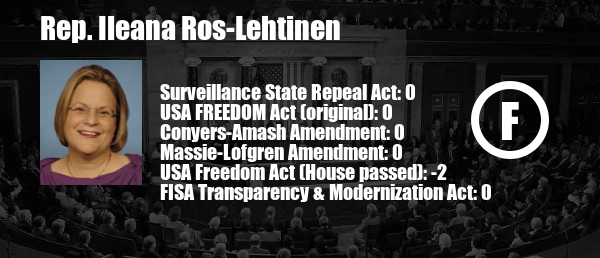 Rep. Ileana Ros-Lehtinen
Surveillance State Repeal Act: 0
USA FREEDOM Act (original): 0
Conyers-Amash Amendment: 0
Massie-Lofgren Amendment: 0
USA Freedom Act (House passed): -2
FISA Transparency & Modernization Act: 0
F